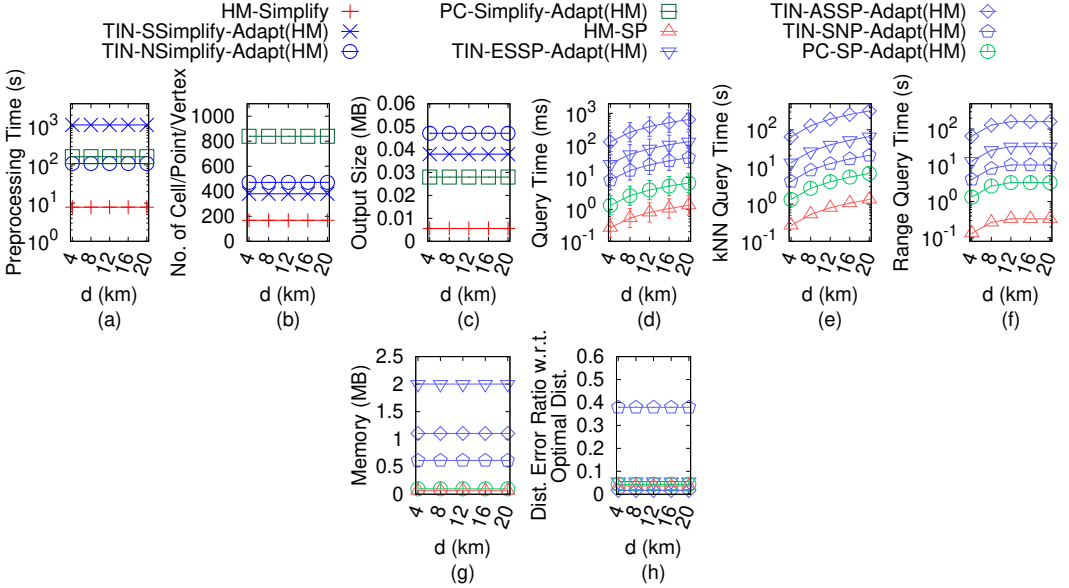 HM-Simplify
TIN-SSimplify-Adapt(HM)
TIN-NSimplify-Adapt(HM)
PC-Simplify-Adapt(HM)
HM-SP
TIN-ESSP-Adapt(HM)
TIN-ASSP-Adapt(HM)
TIN-SNP-Adapt(HM)
PC-SP-Adapt(HM)
Preprocessing Time (s)
10^3
10^2
10^1
10^0
4 8 12 16 20
d (km)
(a)
No. of Cell/Point/Vertex
800
600
400
200
0
4 8 12 16 20
d (km)
(b)
Output Size (MB)
0.06
0.05
0.04
0.03
0.02
0.01
0
4 8 12 16 20
d (km)
(c)
Query Time (ms)
10^3
10^2
10^1
10^0
10^-1
4 8 12 16 20
d (km)
(d)
kNN Query Time (s)
10^2
10^1
10^0
10^-1
4 8 12 16 20
d (km)
(e)
Range Query Time (s)
10^2
10^1
10^0
10^-1
4 8 12 16 20
d (km)
(f)
Memory (MB)
2.5
2
1.5
1
0.5
0
4 8 12 16 20
d (km)
(g)
Dist. Error Ratio w.r.t.
Optimal Dist.
0.6
0.5
0.4
0.3
0.2
0.1
0
4 8 12 16 20
d (km)
(h)